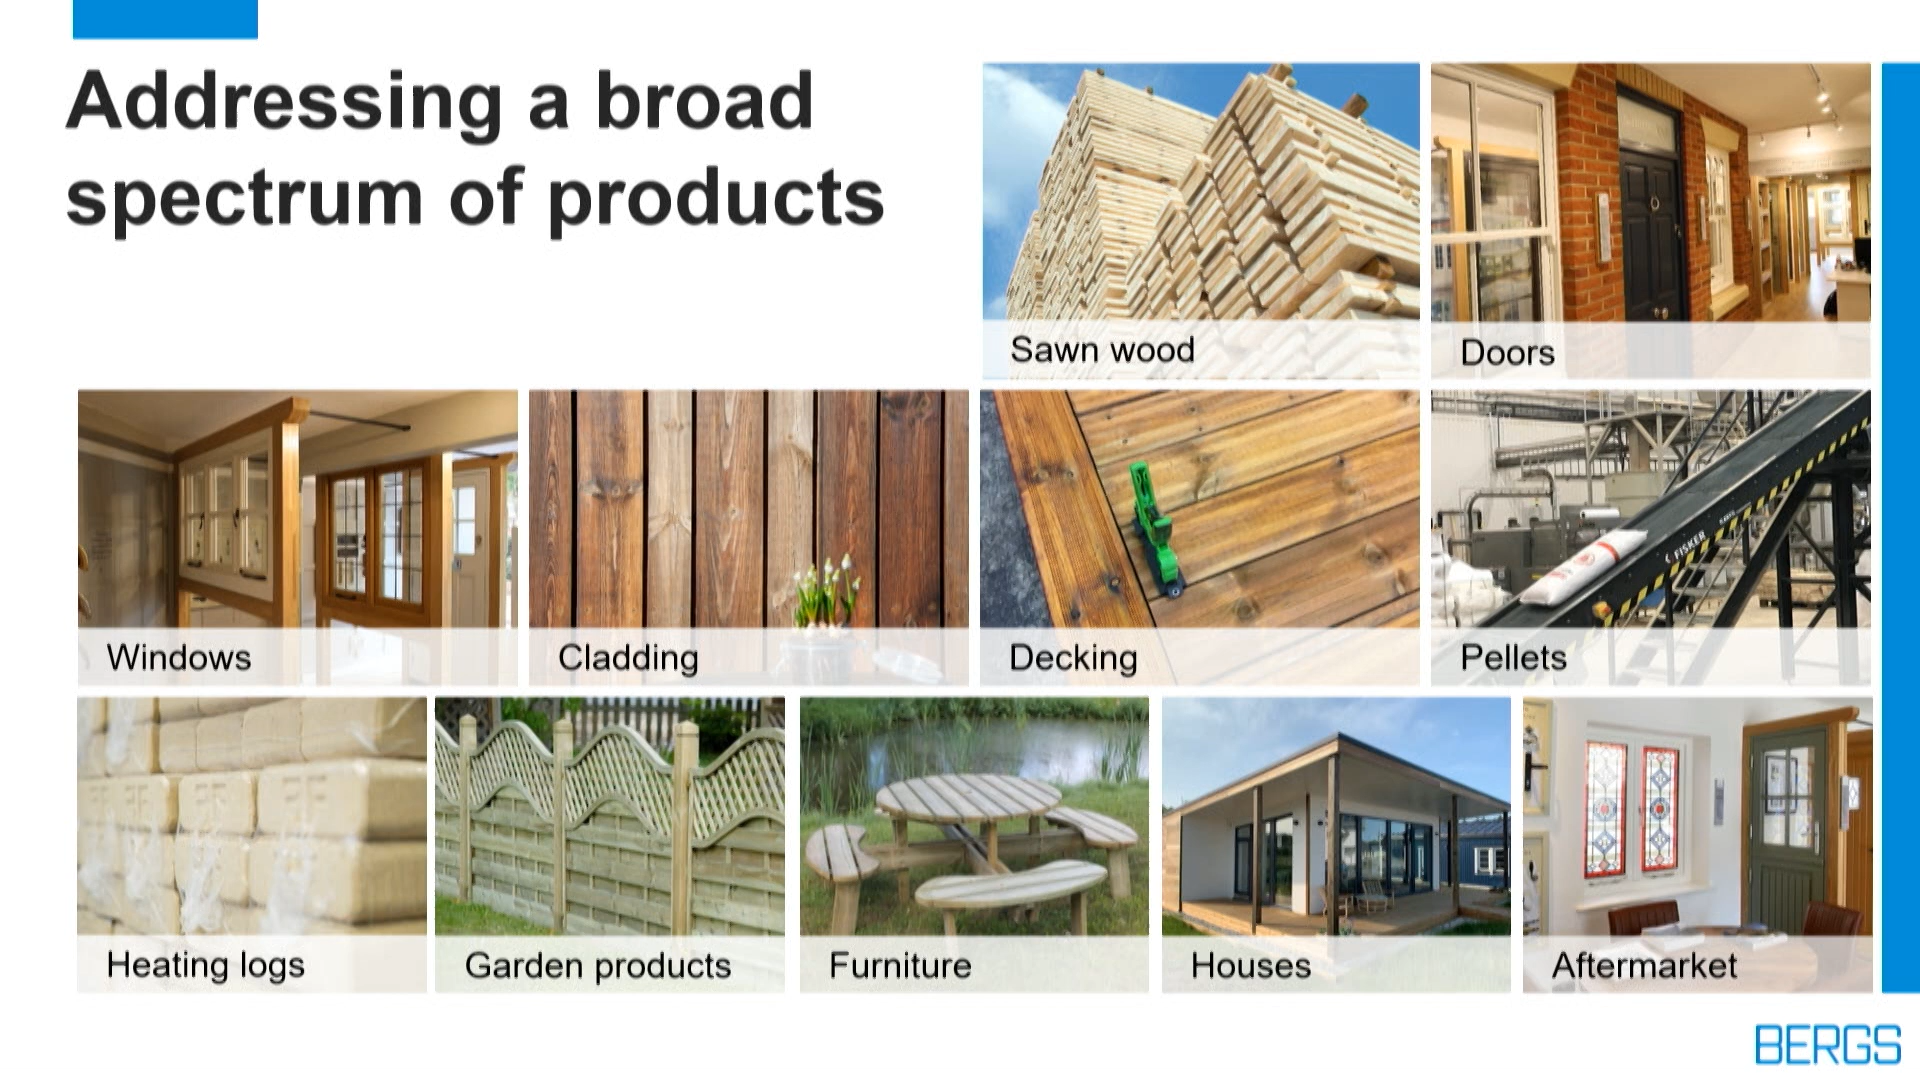 Addressing a broad
spectrum of products
Sawn wood
Doors
Windows
Cladding
Decking
FISKER
Pellets
Heating logs
Garden products
Furniture
Houses
Aftermarket
BERGS